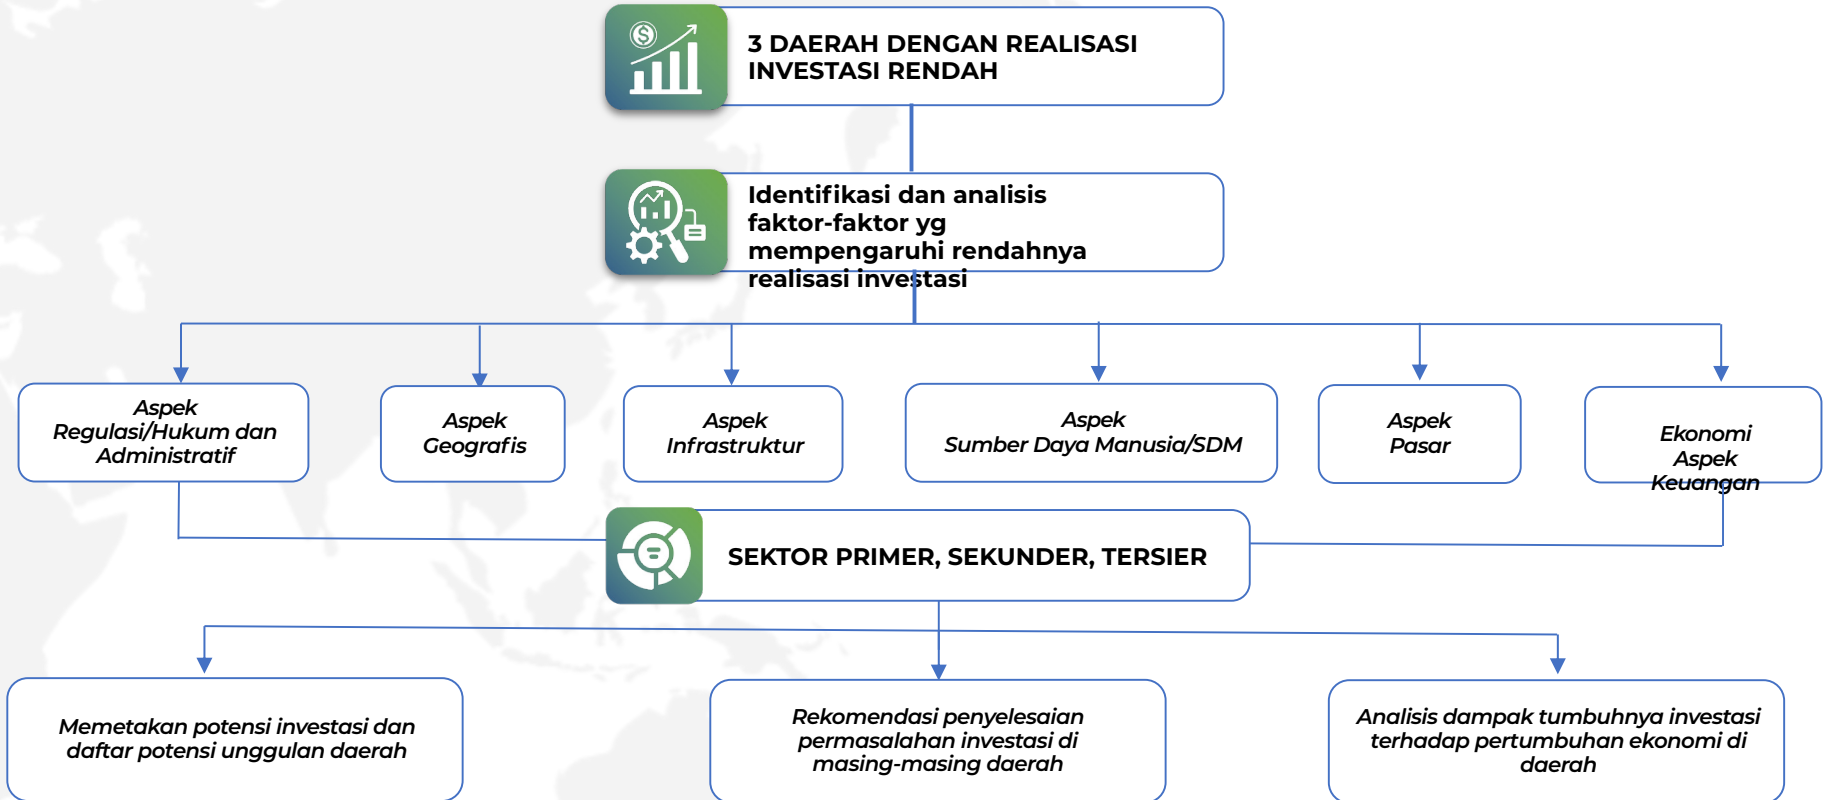 3 DAERAH DENGAN REALISASI
INVESTASI RENDAH
Identifikasi dan analisis
faktor-faktor yg
mempengaruhi rendahnya
realisasi investasi
Aspek
Regulasi/Hukum dan
Administratif
Aspek
Geografis
Aspek
Infrastruktur
Aspek
Sumber Daya Manusia/SDM
Aspek
Pasar
Ekonomi
Aspek
Keuangan
SEKTOR PRIMER, SEKUNDER, TERSIER
Memetakan potensi investasi dan
daftar potensi unggulan daerah
Rekomendasi penyelesaian
permasalahan investasi di
masing-masing daerah
Analisis dampak tumbuhnya investasi
terhadap pertumbuhan ekonomi di
daerah